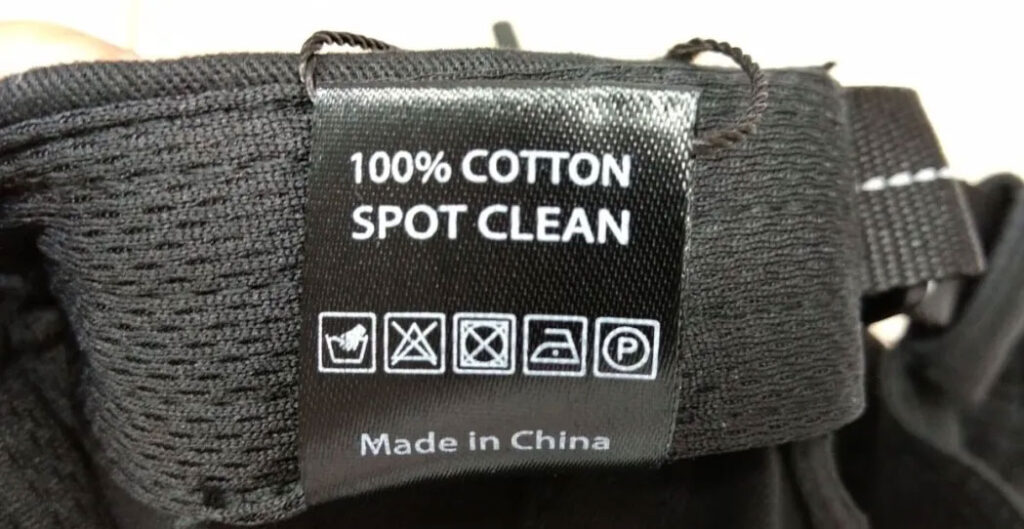 100% COTTON
SPOT CLEAN
P
Made in China